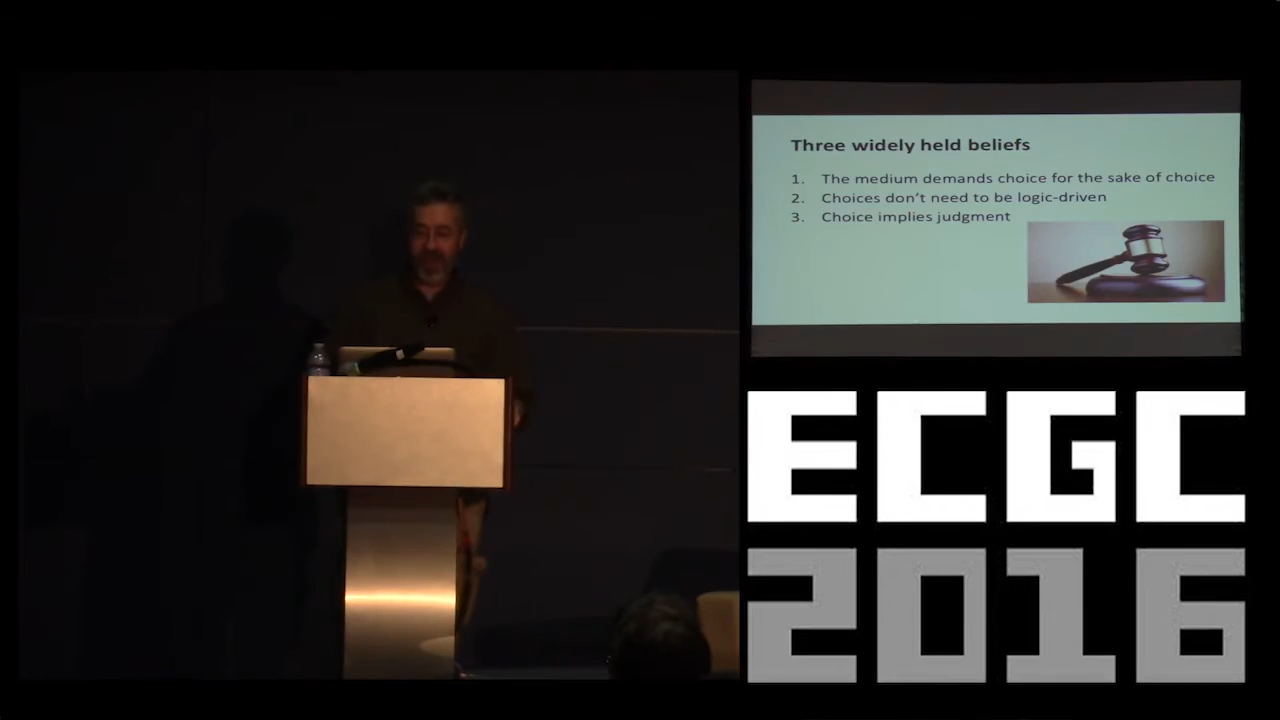 Three widely held beliefs
1. The medium demands choice for the sake of choice
2. Choices don't need to be logic-driven
3. Choice implies judgment
ECGC
2016